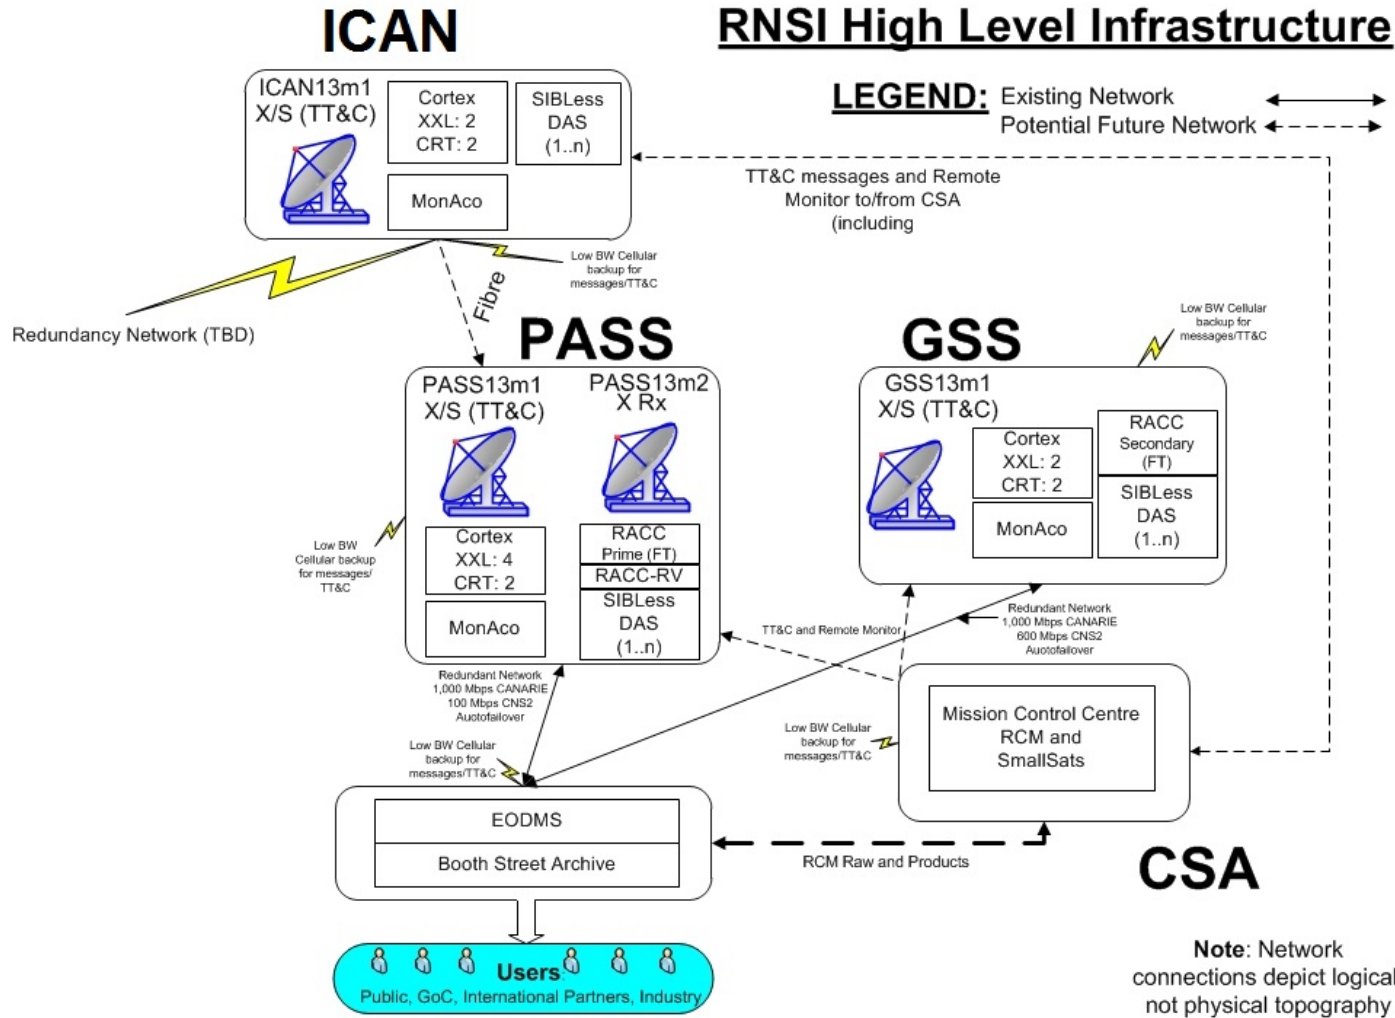 ICAN
RNSI High Level Infrastructure
LEGEND:
Existing Network
Potential Future Network
ICAN13m1
X/S (TT&C)
Cortex
XXL: 2
CRT: 2
SIBLess
DAS
(1..n)
MonAco
TT&C messages and Remote
Monitor to/from CSA
(including
Low BW Cellular
backup for
messages/TT&C
Redundancy Network (TBD)
Fibre
PASS
PASS13m1
X/S (TT&C)
PASS13m2
X Rx
Cortex
XXL: 4
CRT: 2
MonAco
RACC
Prime (FT)
RACC-RV
SIBLess
DAS
(1..n)
Low BW
Cellular backup
for messages/
TT&C
GSS
Low BW Cellular
backup for
messages/TT&C
GSS13m1
X/S (TT&C)
Cortex
XXL: 2
CRT: 2
MonAco
RACC
Secondary
(FT)
SIBLess
DAS
(1..n)
TT&C and Remote Monitor
Redundant Network
1,000 Mbps CANARIE
600 Mbps CNS2
Auotofailover
Redundant Network
1,000 Mbps CANARIE
100 Mbps CNS2
Auotofailover
Low BW Cellular
backup for
messages/TT&C
Low BW Cellular
backup for
messages/TT&C
Mission Control Centre
RCM and
SmallSats
EODMS
Booth Street Archive
RCM Raw and Products
CSA
Users:
Public, GoC, International Partners, Industry
Note: Network
connections depict logical
not physical topography